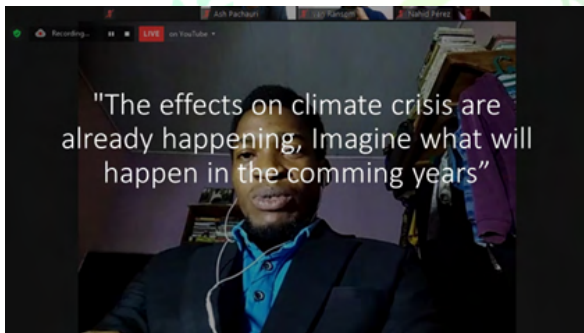 Ash Pachauri
Nahid Perez
Recording...
LIVE
on YouTube
"The effects on climate crisis are
already happening, Imagine what will
happen in the comming years”